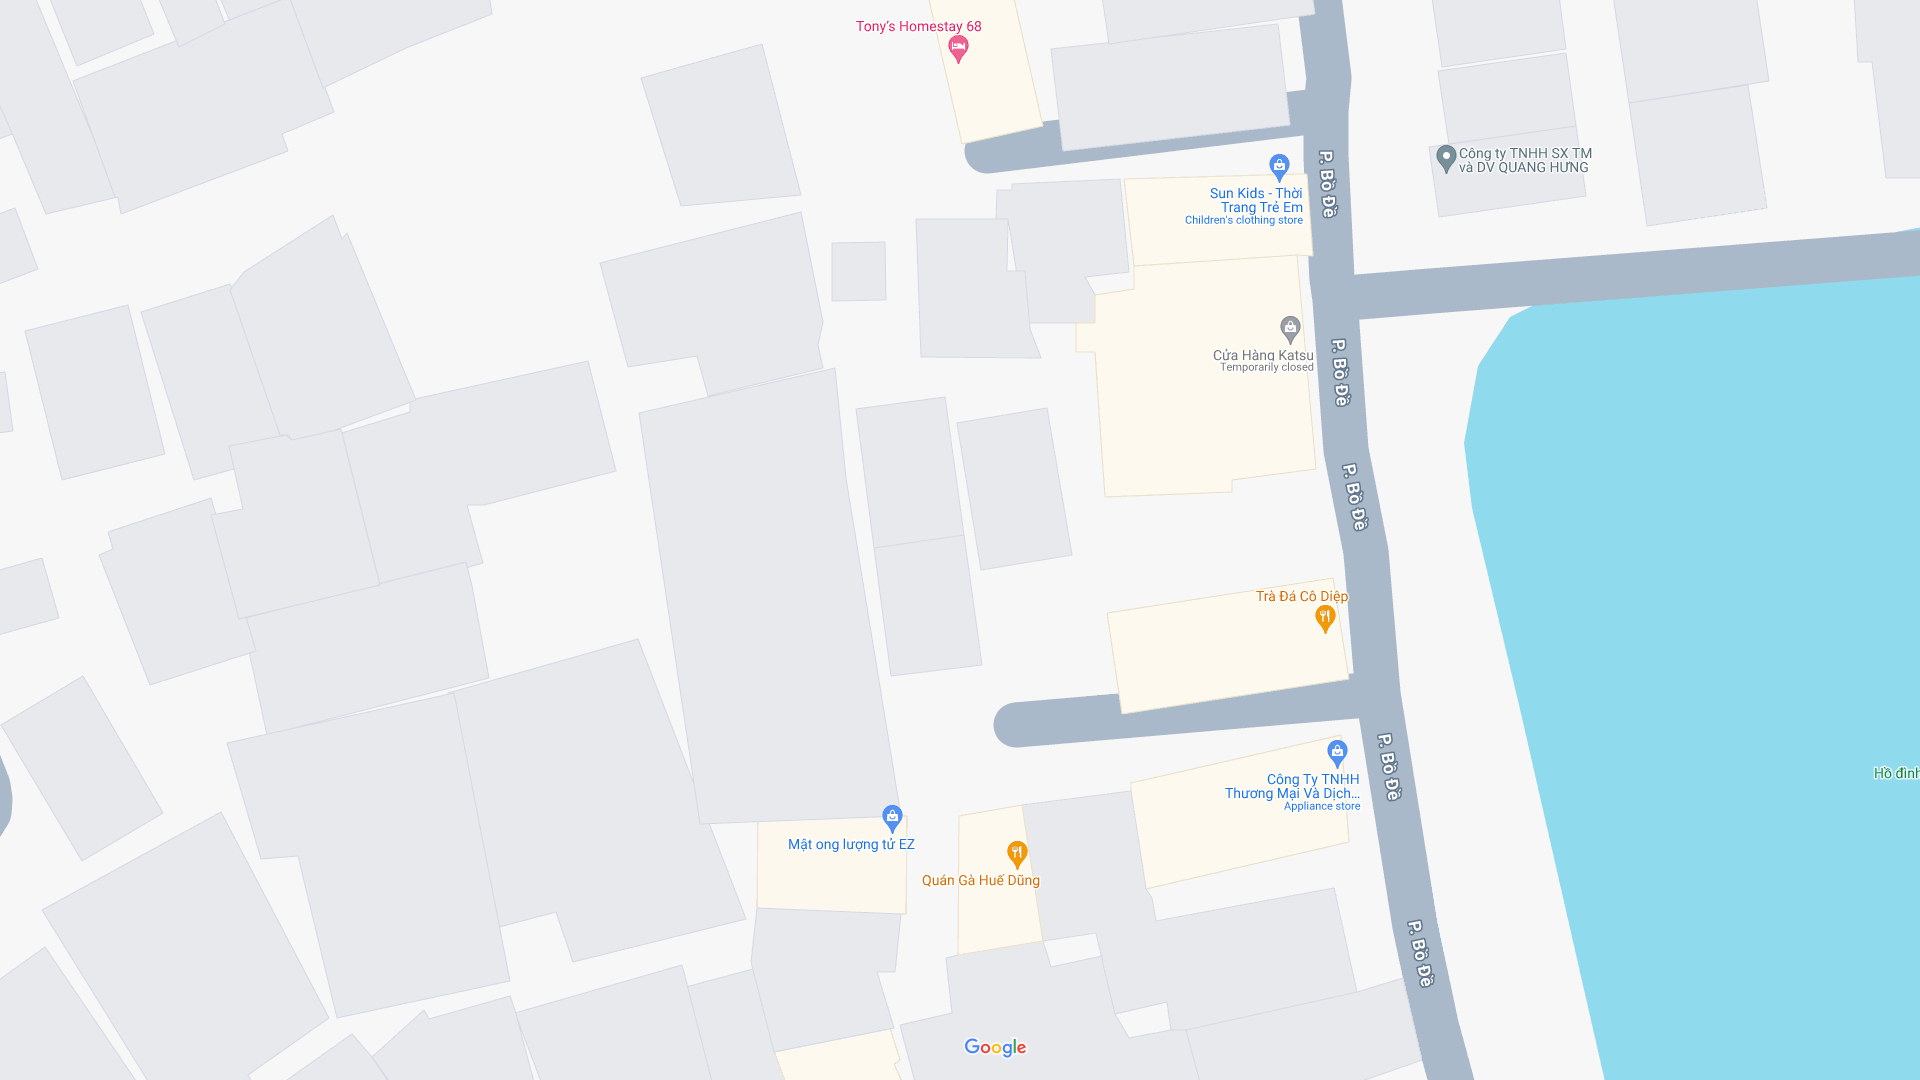 Tony's Homestay 68
P. Bồ Đề
Công ty TNHH SX TM
và DV QUANG HƯNG
Sun Kids - Thời
Trang Trẻ Em
Children's clothing store
P. Bồ Đề
Cửa Hàng Katsu
Temporarily closed
P. Bồ Đề
Trà Đá Cô Diệp
P. Bồ Đề
Công Ty TNHH
Thương Mại Và Dịch...
Appliance store
Hồ đình
Mật ong lượng tử EZ
Quán Gà Huế Dũng
P. Bồ Đề
Google